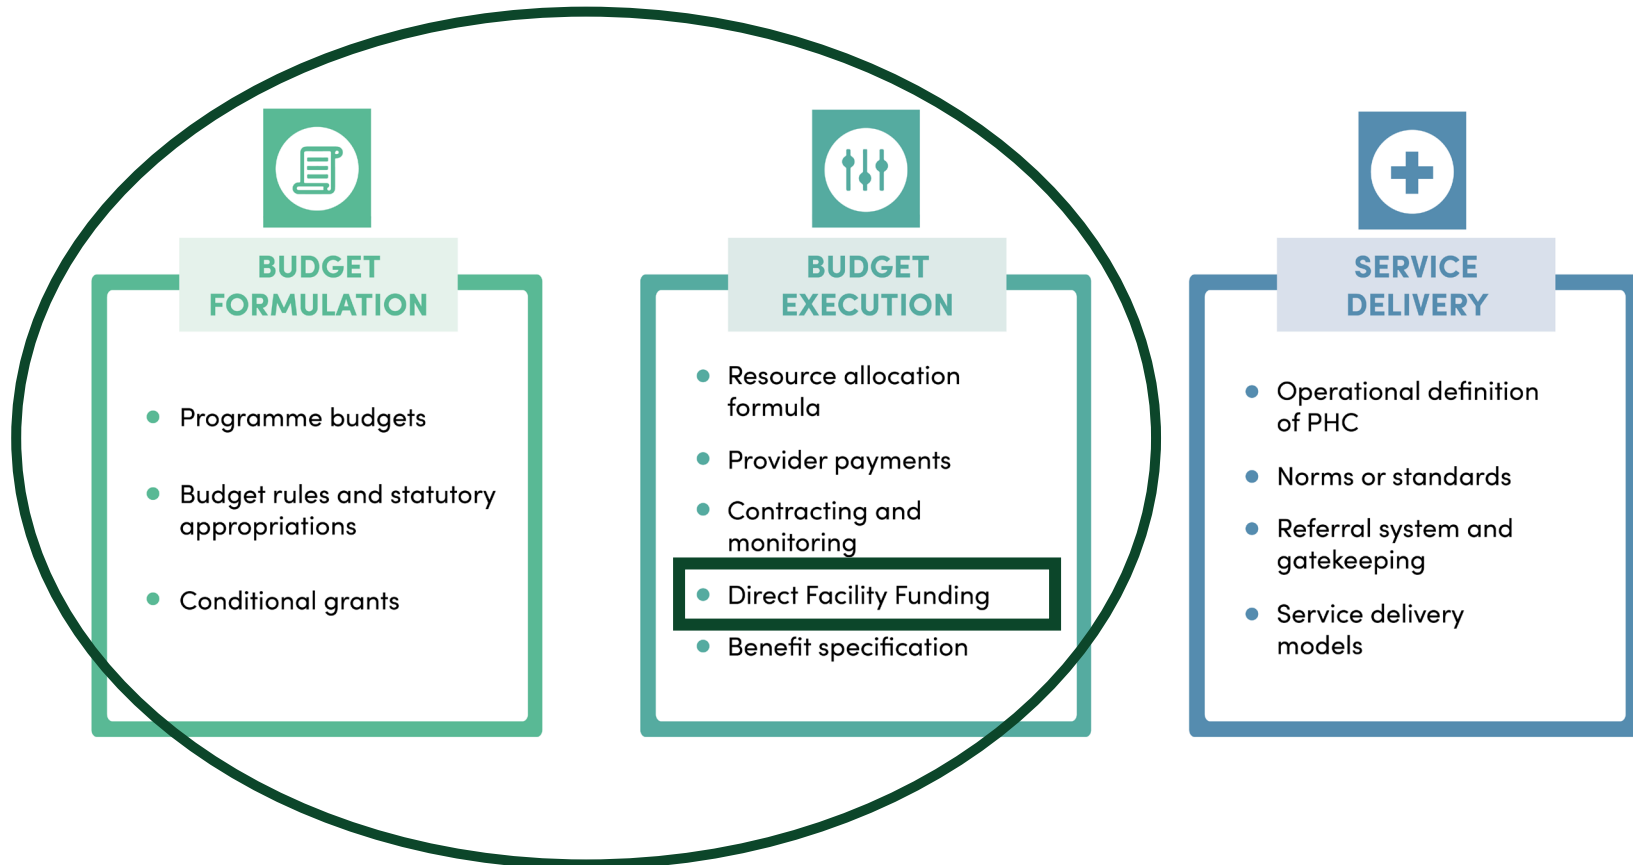 BUDGET
FORMULATION
Programme budgets
Budget rules and statutory
appropriations
Conditional grants
BUDGET
EXECUTION
Resource allocation
formula
Provider payments
Contracting and
monitoring
Direct Facility Funding
Benefit specification
SERVICE
DELIVERY
Operational definition
of PHC
Norms or standards
Referral system and
gatekeeping
Service delivery
models